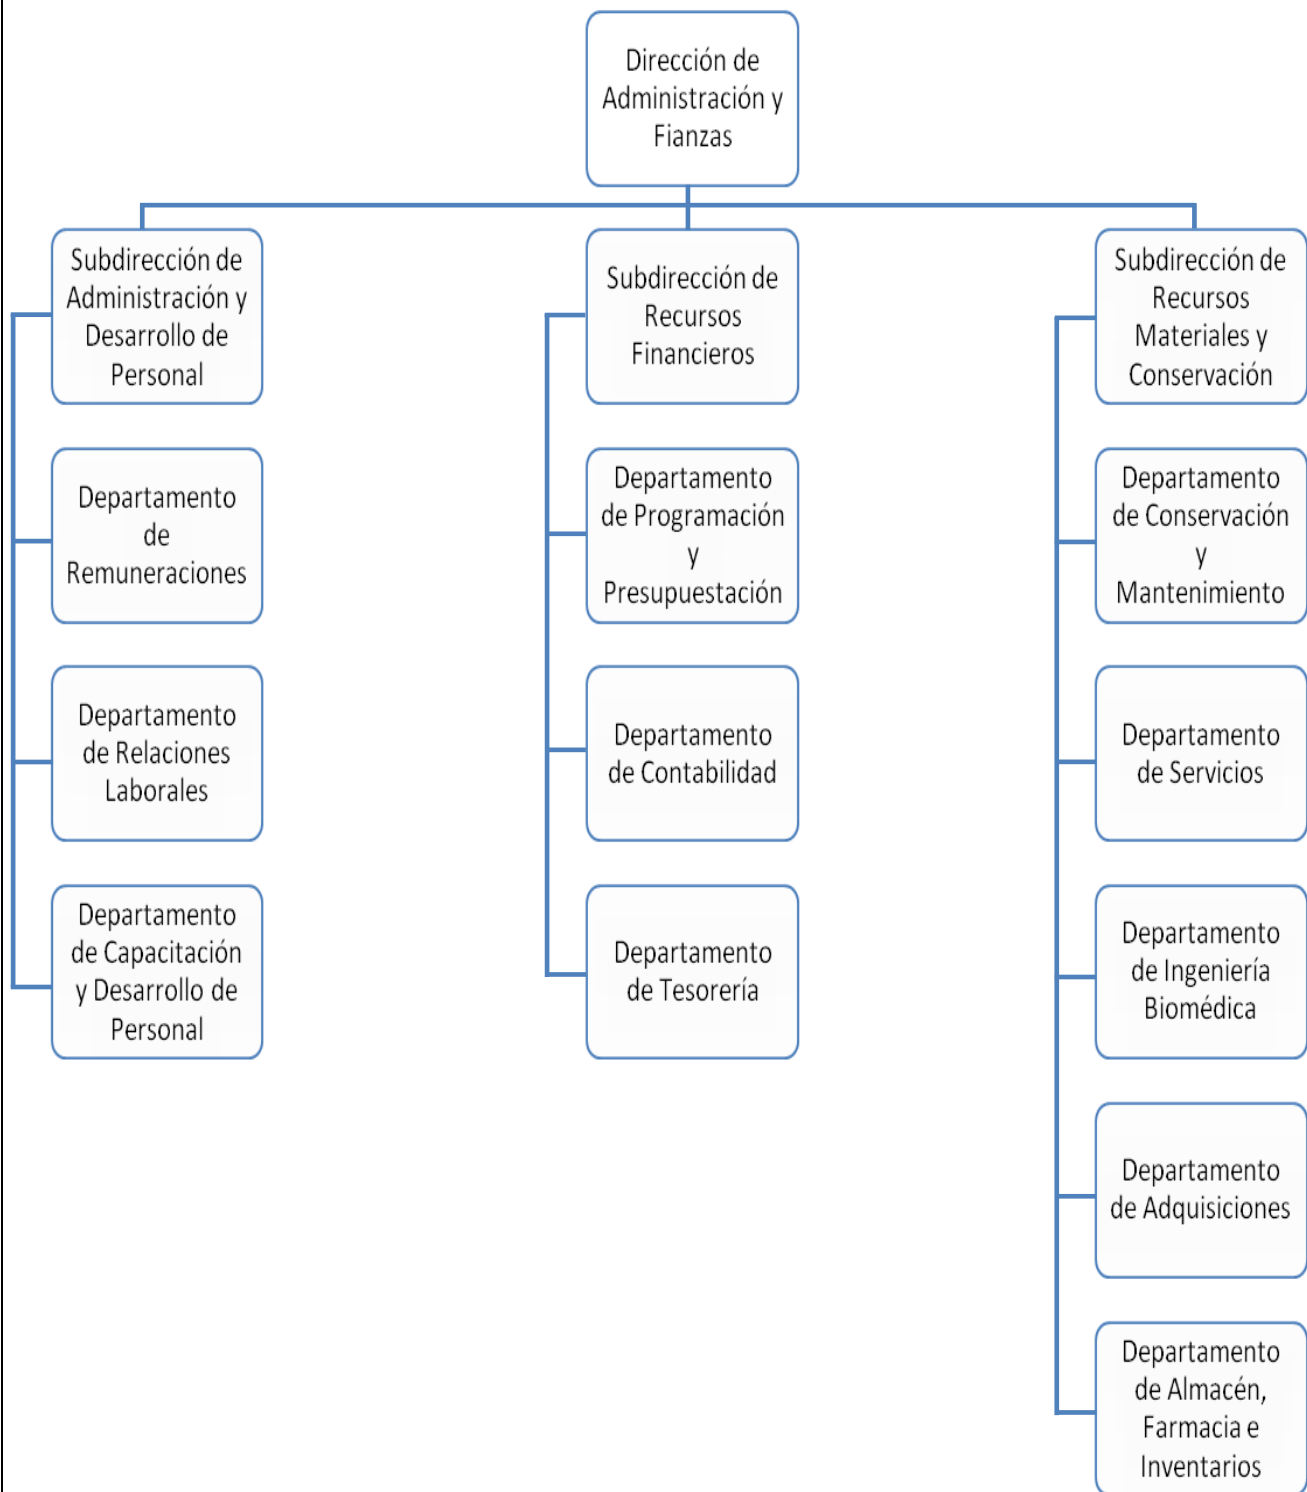 Dirección de
Administración y
Fianzas
Subdirección de
Administración y
Desarrollo de
Personal
Departamento
de
Remuneraciones
Departamento
de Relaciones
Laborales
Departamento
de Capacitación
y Desarrollo de
Personal
Subdirección de
Recursos
Financieros
Departamento
de Programación
y
Presupuestación
Departamento
de Contabilidad
Departamento
de Tesorería
Subdirección de
Recursos
Materiales y
Conservación
Departamento
de Conservación
y
Mantenimiento
Departamento
de Servicios
Departamento
de Ingeniería
Biomédica
Departamento
de Adquisiciones
Departamento
de Almacén,
Farmacia e
Inventarios